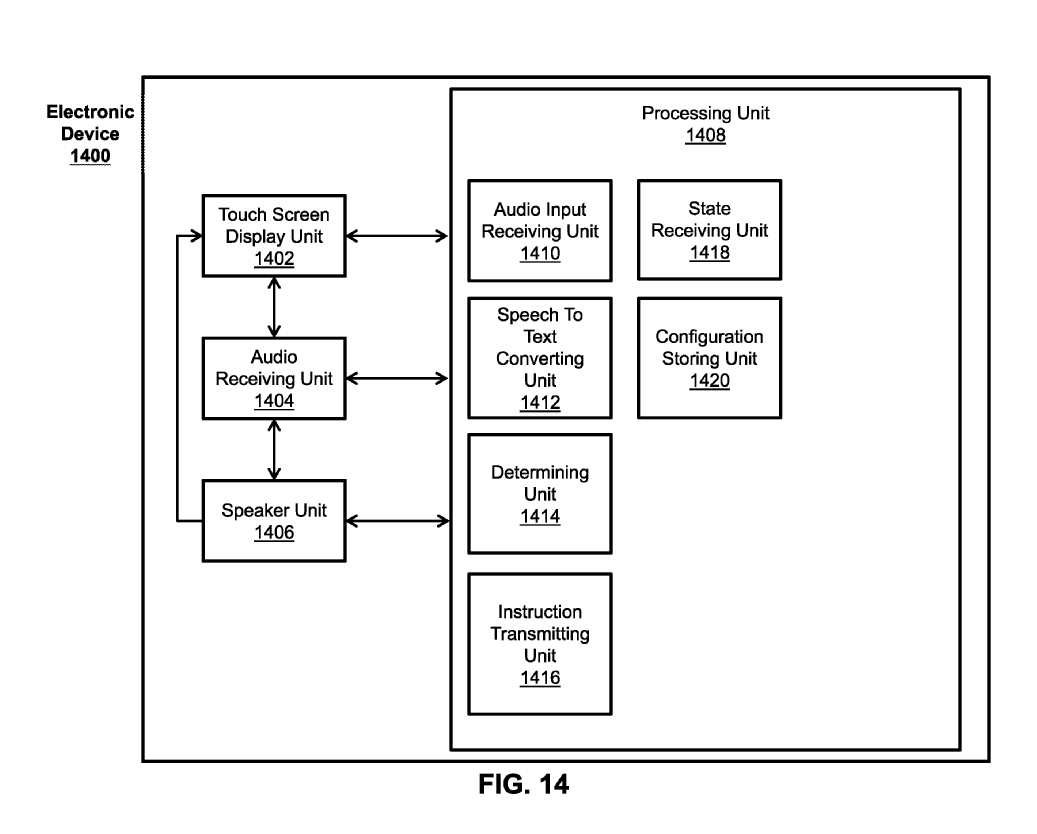 Electronic
Device
1400
Processing Unit
1408
Touch Screen
Display Unit
1402
Audio
Receiving Unit
1404
Speaker Unit
1406
Audio Input
Receiving Unit
1410
State
Receiving Unit
1418
Speech To
Text
Converting
Unit
1412
Configuration
Storing Unit
1420
Determining
Unit
1414
Instruction
Transmitting
Unit
1416
FIG. 14